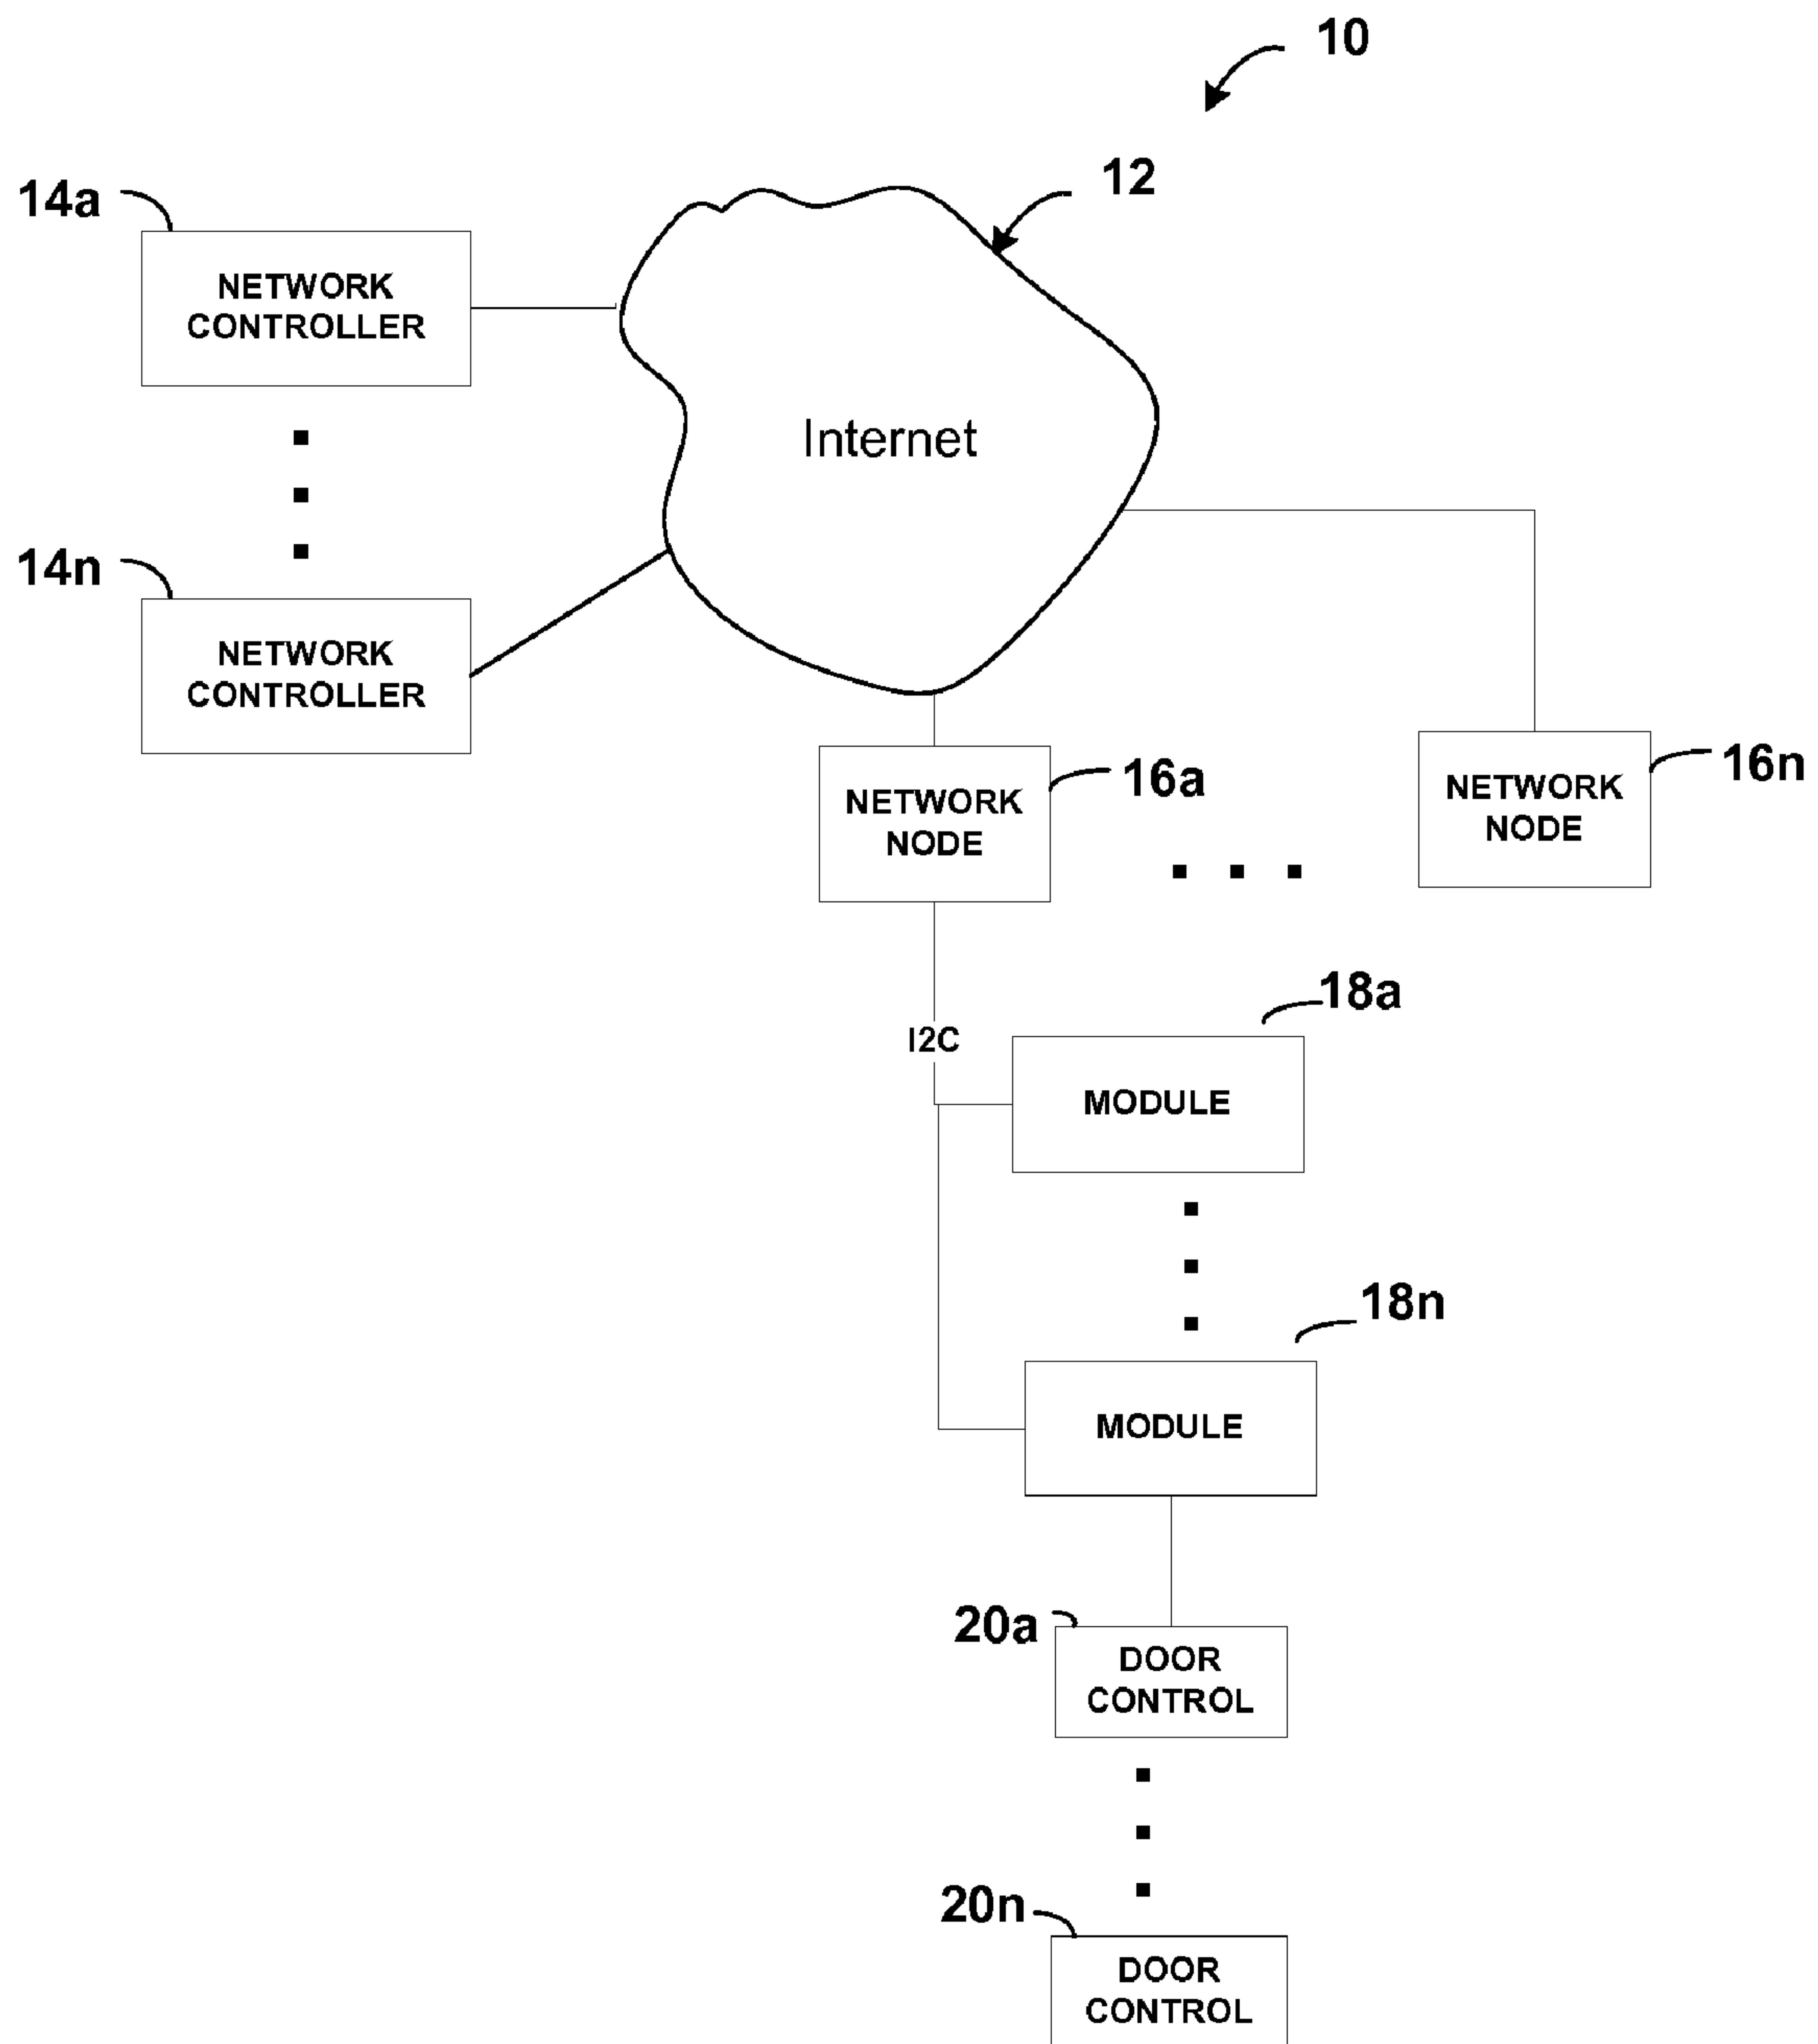 10
12
14a
NETWORK
CONTROLLER
Internet
14n
NETWORK
CONTROLLER
16a
NETWORK
NODE
16n
NETWORK
NODE
18a
I2C
MODULE
18n
MODULE
20a
DOOR
CONTROL
20n
DOOR
CONTROL